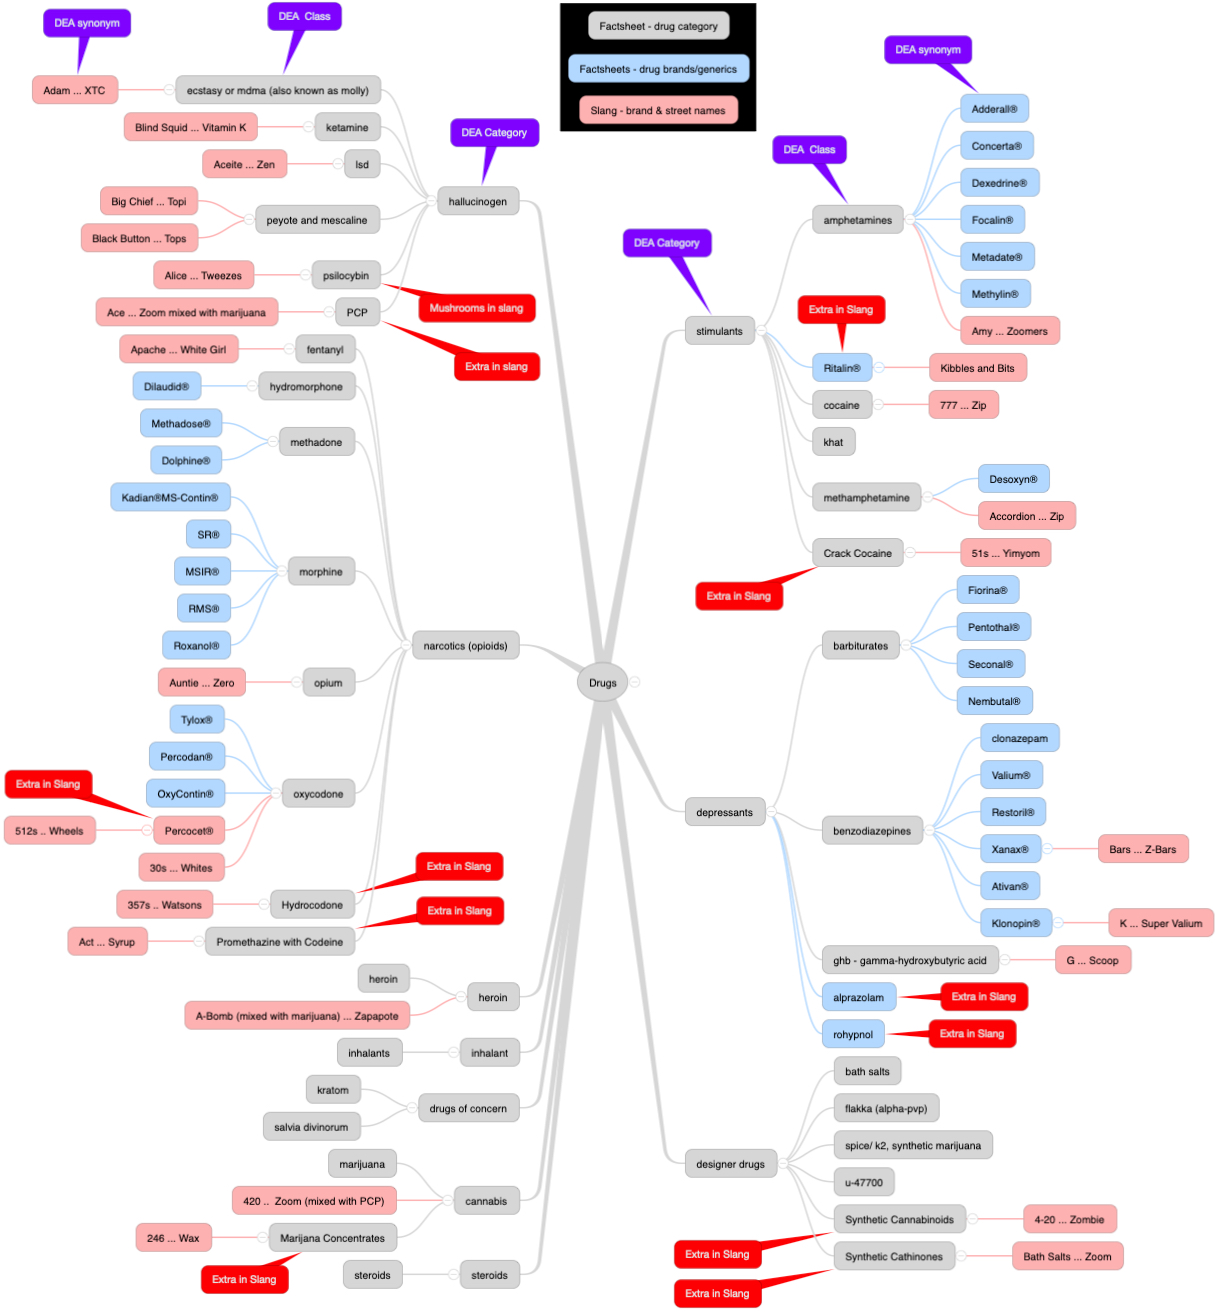 DEA synonym
DEA  Class
Factsheet - drug category
Factsheets - drug brands/generics
Slang - brand & street names
Adam ... XTC
ecstasy or mdma (also known as molly)
Blind Squid ... Vitamin K
ketamine
DEA Category
Aceite ... Zen
lsd
Big Chief ... Topi
Black Button ... Tops
peyote and mescaline
hallucinogen
Alice ... Tweezes
psilocybin
Mushrooms in slang
Ace ... Zoom mixed with marijuana
PCP
Extra in slang
Apache ... White Girl
fentanyl
Dilaudid®
hydromorphone
Methadose®
Dolphine®
methadone
Kadian®MS-Contin®
SR®
MSIR®
RMS®
Roxanol®
morphine
narcotics (opioids)
Auntie ... Zero
opium
Tylox®
Percodan®
OxyContin®
oxycodone
Extra in Slang
512s .. Wheels
Percocet®
30s ... Whites
Extra in Slang
357s .. Watsons
Hydrocodone
Extra in Slang
Act ... Syrup
Promethazine with Codeine
heroin
A-Bomb (mixed with marijuana) ... Zapapote
heroin
inhalants
inhalant
kratom
salvia divinorum
drugs of concern
marijuana
420 ..  Zoom (mixed with PCP)
cannabis
246 ... Wax
Marijana Concentrates
Extra in Slang
steroids
steroids
Drugs
DEA synonym
DEA  Class
DEA Category
stimulants
amphetamines
Adderall®
Concerta®
Dexedrine®
Focalin®
Metadate®
Methylin®
Amy ... Zoomers
Extra in Slang
Ritalin®
Kibbles and Bits
cocaine
777 ... Zip
khat
methamphetamine
Desoxyn®
Accordion ... Zip
Crack Cocaine
51s ... Yimyom
Extra in Slang
depressants
barbiturates
Fiorina®
Pentothal®
Seconal®
Nembutal®
benzodiazepines
clonazepam
Valium®
Restoril®
Xanax®
Bars ... Z-Bars
Ativan®
Klonopin®
K ... Super Valium
ghb - gamma-hydroxybutyric acid
G ... Scoop
alprazolam
Extra in Slang
rohypnol
Extra in Slang
designer drugs
bath salts
flakka (alpha-pvp)
spice/ k2, synthetic marijuana
u-47700
Synthetic Cannabinoids
4-20 ... Zombie
Extra in Slang
Synthetic Cathinones
Bath Salts ... Zoom
Extra in Slang